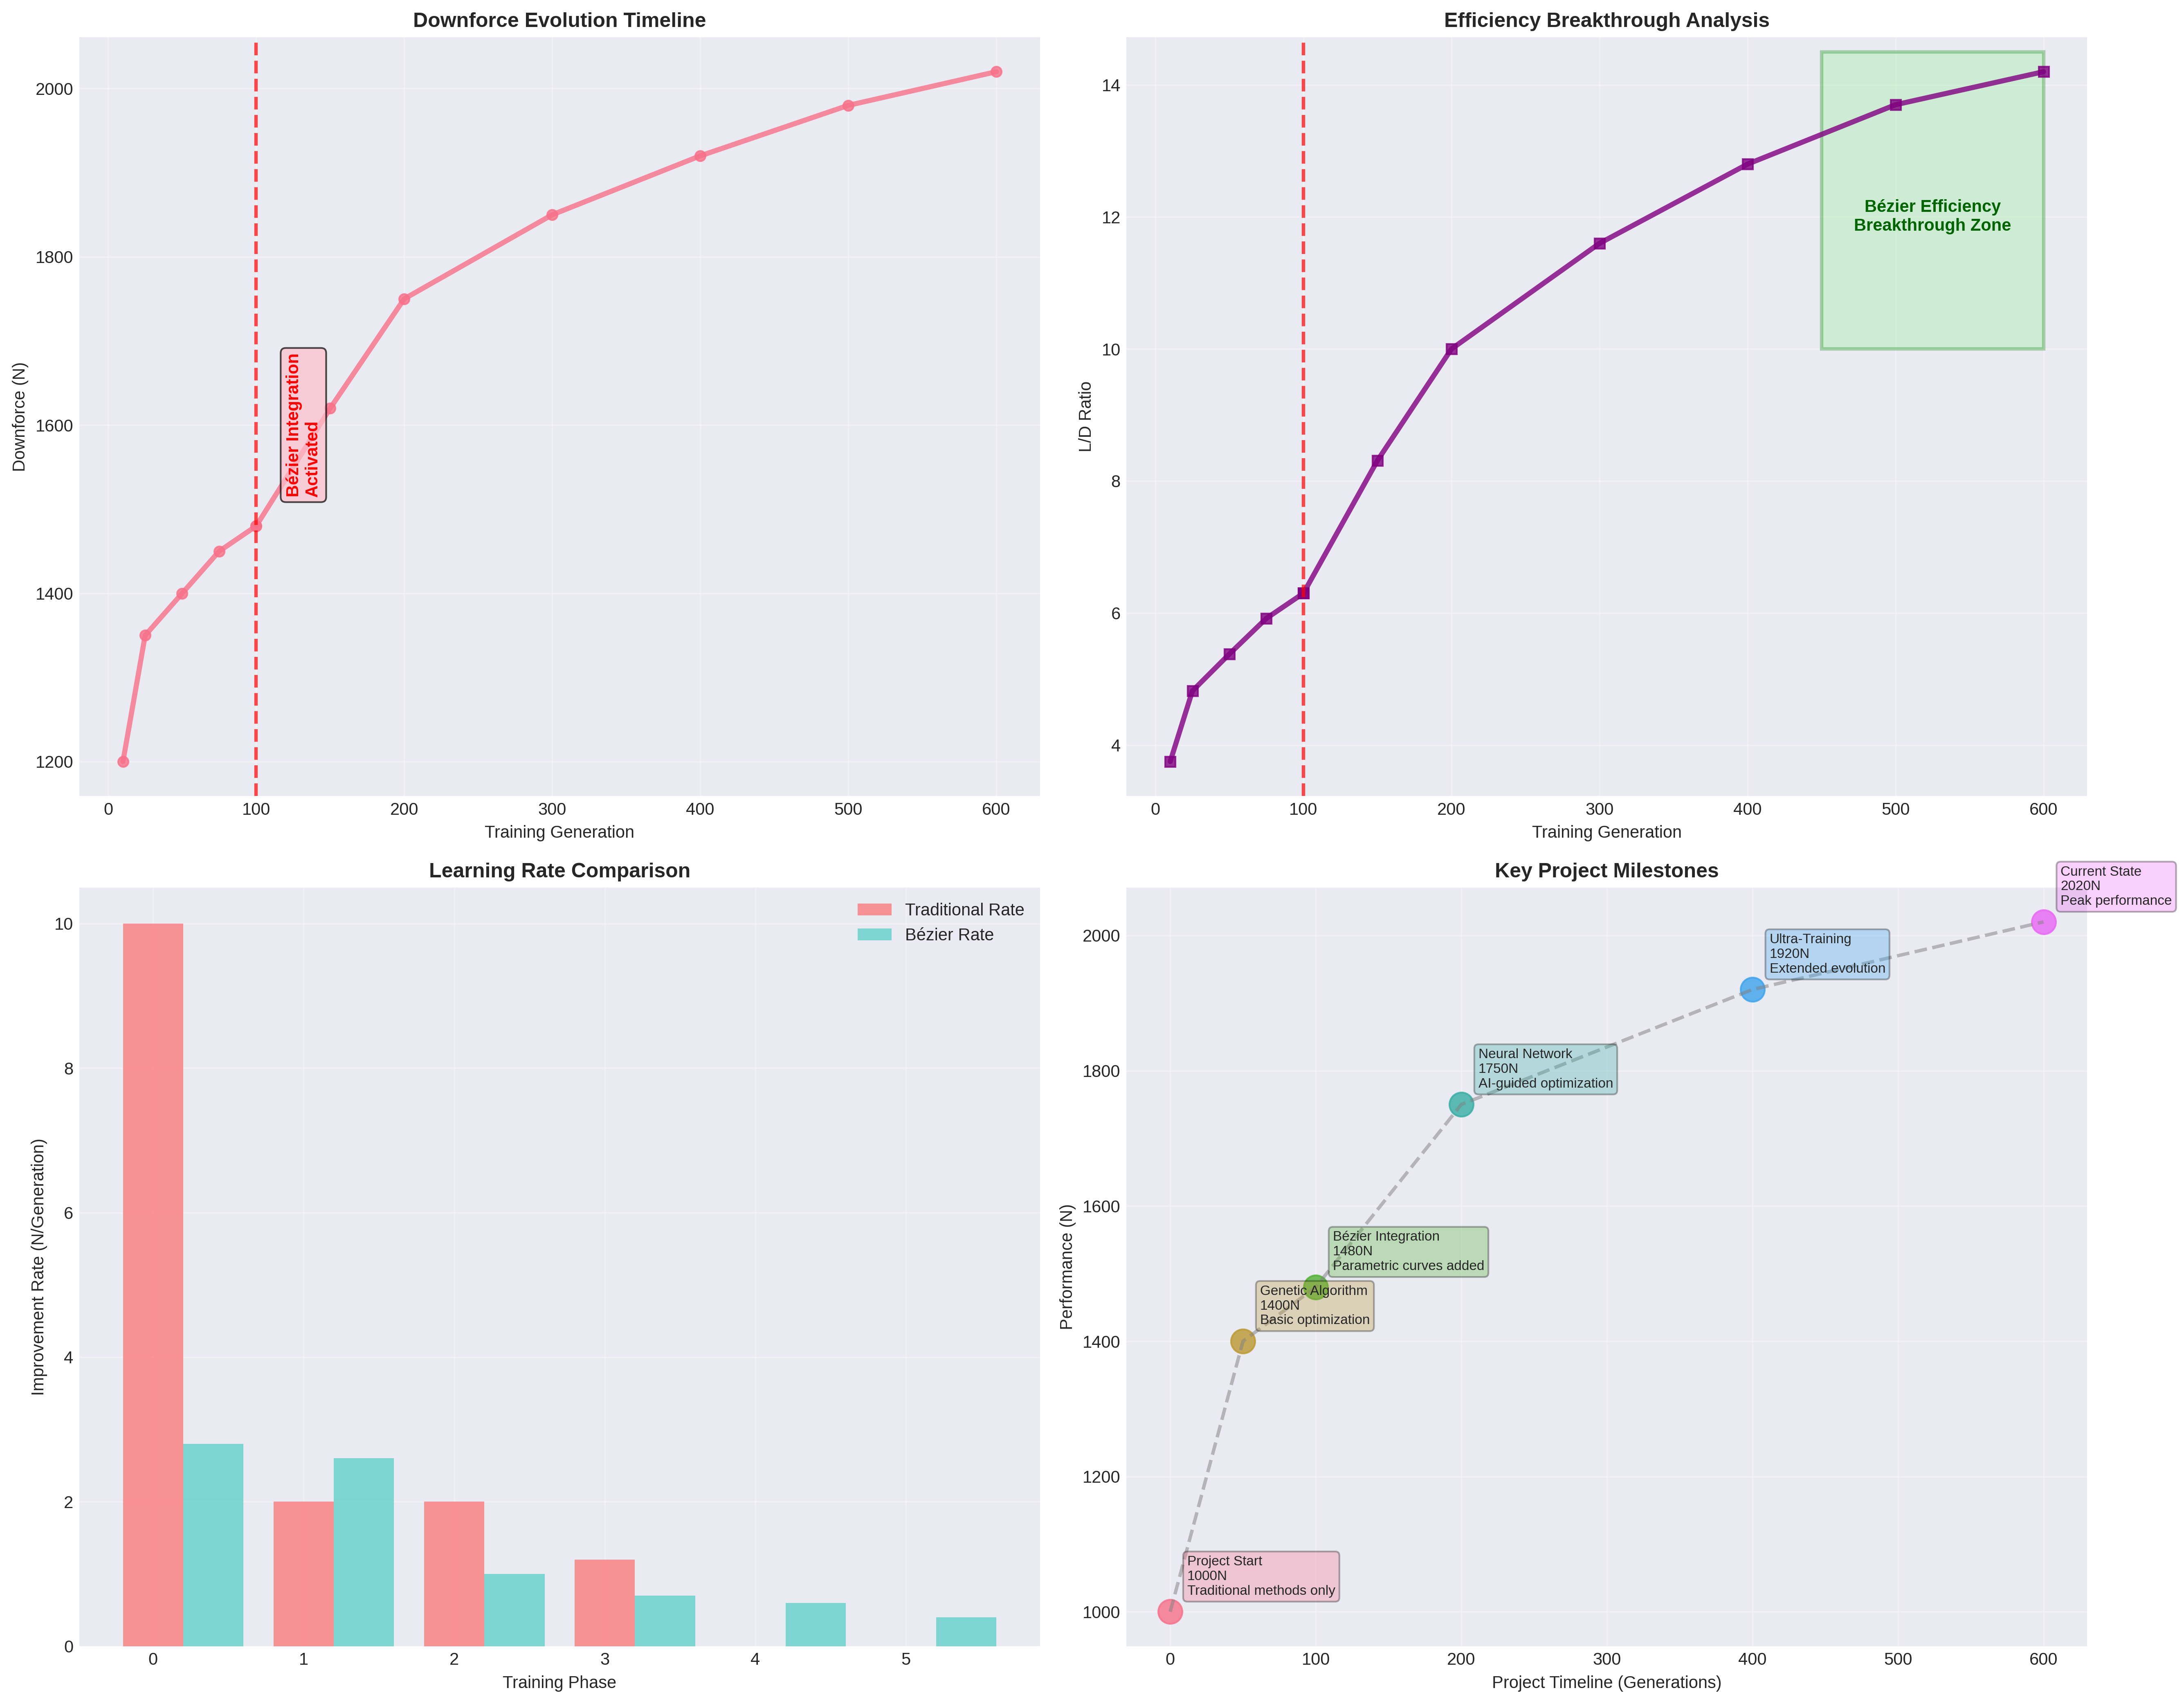 Downforce Evolution Timeline
Downforce (N)
2000
1800
1600
1400
1200
Bézier Integration
Activated
0 100 200 300 400 500 600
Training Generation
Efficiency Breakthrough Analysis
L/D Ratio
14
12
10
8
6
4
Bézier Efficiency
Breakthrough Zone
0 100 200 300 400 500 600
Training Generation
Learning Rate Comparison
Improvement Rate (N/Generation)
10
8
6
4
2
0
Traditional Rate
Bézier Rate
0 1 2 3 4 5
Training Phase
Key Project Milestones
Performance (N)
2000
1800
1600
1400
1200
1000
Current State
2020N
Peak performance
Ultra-Training
1920N
Extended evolution
Neural Network
1750N
AI-guided optimization
Bézier Integration
1480N
Parametric curves added
Genetic Algorithm
1400N
Basic optimization
Project Start
1000N
Traditional methods only
0 100 200 300 400 500 600
Project Timeline (Generations)